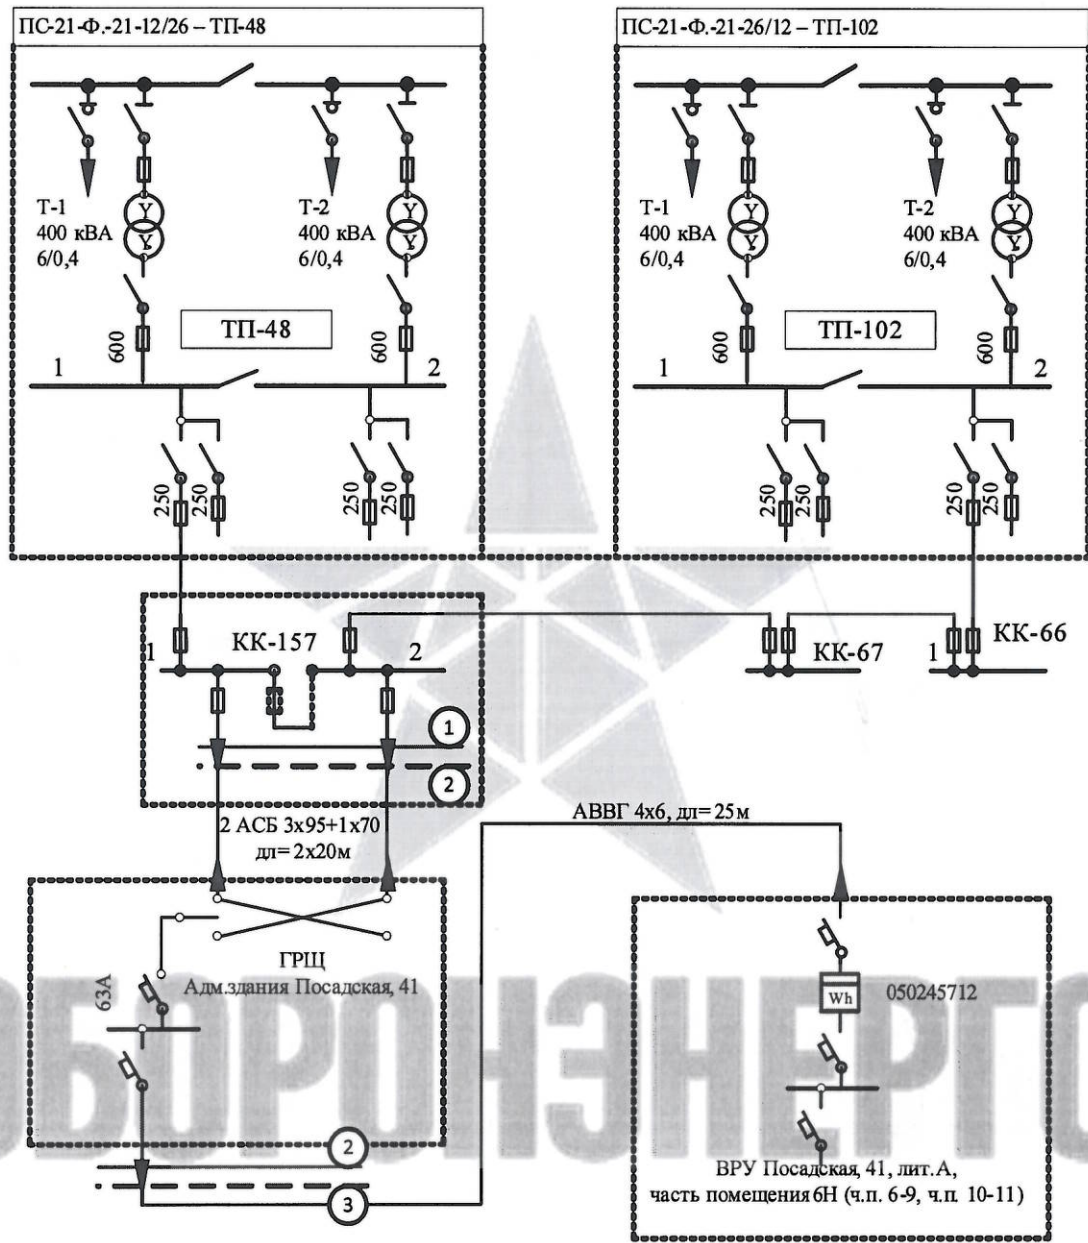 ПС-21-Ф.-21-12/26 – ТП-48
ПС-21-Ф.-21-26/12 – ТП-102
Т-1
400 кВА
6/0,4
Y
Y
Т-2
400 кВА
6/0,4
Y
Y
Т-1
400 кВА
6/0,4
Y
Y
Т-2
400 кВА
6/0,4
Y
Y
600
ТП-48
600
600
ТП-102
600
1
2
1
2
250
250
250
250
250
250
250
250
1
КК-157
2
КК-67
1
КК-66
1
2
2 АСБ 3х95+1х70
дл= 2х20м
АВВГ 4х6, дл= 25м
ГРЩ
Адм.здания Посадская, 41
63А
Wh
050245712
ОБОРОНЭНЕРГО
2
3
ВРУ Посадская, 41, лит.А,
часть помещения 6Н (ч.п. 6-9, ч.п. 10-11)